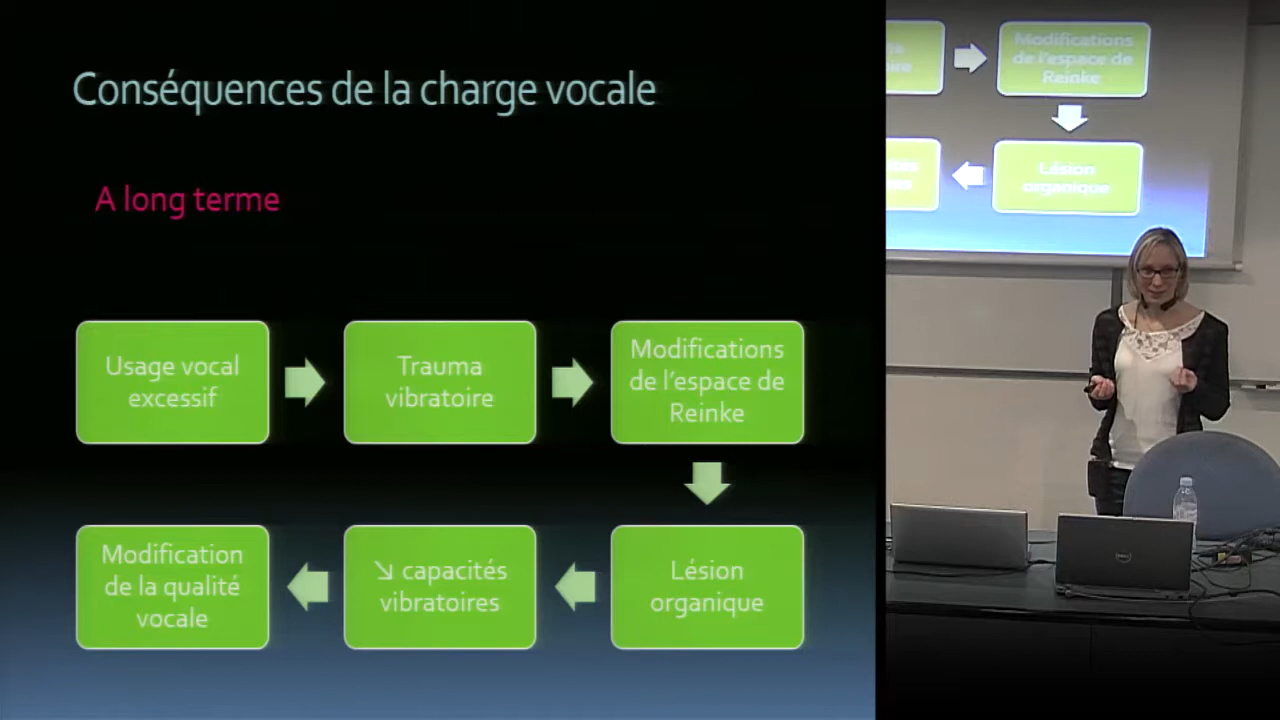 Conséquences de la charge vocale
A long terme
Usage vocal
excessif
Trauma
vibratoire
Modifications
de l'espace de
Reinke
Lésion
organique
↘ capacités
vibratoires
Modification
de la qualité
vocale
Modifications
de l'espace de
Reinke
Lésion
organique
DELL